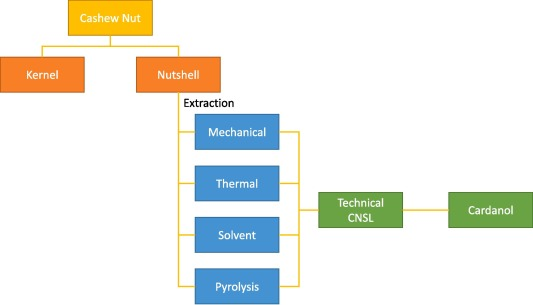 Cashew Nut
Kernel
Nutshell
Extraction
Mechanical
Thermal
Solvent
Pyrolysis
Technical
CNSL
Cardanol